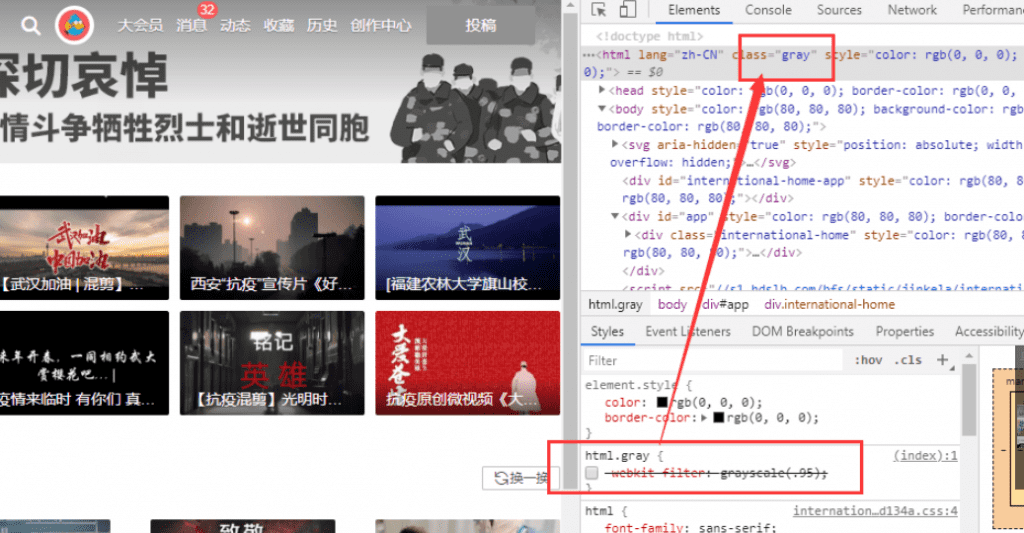 32
大会员 消息 动态 收藏 历史 创作中心 投稿
深切哀悼
情斗争牺牲烈士和逝世同胞
武汉加油
中国加油
【武汉加油 | 混剪】...
西安“抗疫”宣传片《好...
武汉
[福建农林大学旗山校...
来年开春，一同相约武大
赏樱花吧...|
疫情来临时 有你们 真...
铭记
英雄
【抗疫混剪】光明时...
大爱苍生
抗疫原创微视频《大...
换一换
致敬
Elements Console Sources Network Performanc
<!doctype html>
···<html lang="zh-CN" class="gray" style="color: rgb(0, 0, 0);
0);"> == $0
▶<head style="color: rgb(0, 0, 0); border-color: rgb(0, 0,
▼<body style="color: rgb(80, 80, 80); background-color: rgb
border-color: rgb(80, 80, 80);">
▶<svg aria-hidden="true" style="position: absolute; width
overflow: hidden;">…</svg>
<div id="international-home-app" style="color: rgb(80, 8
rgb(80, 80, 80);"></div>
▼<div id="app" style="color: rgb(80, 80, 80); border-colo
▶<div class="international-home" style="color: rgb(80, 8
rgb(80, 80, 80);">…</div>
</div>
<script src="//s1.hdslb.com/bfs/static/jinkela/internati
html.gray body div#app div.international-home
Styles Event Listeners DOM Breakpoints Properties Accessibility
Filter :hov .cls +
element.style {
color: rgb(0, 0, 0);
border-color:▶ rgb(0, 0, 0);
}
html.gray { (index):1
-webkit-filter: grayscale(.95);
}
html { internation…d134a.css:4
font-family: sans-serif;
mar
-